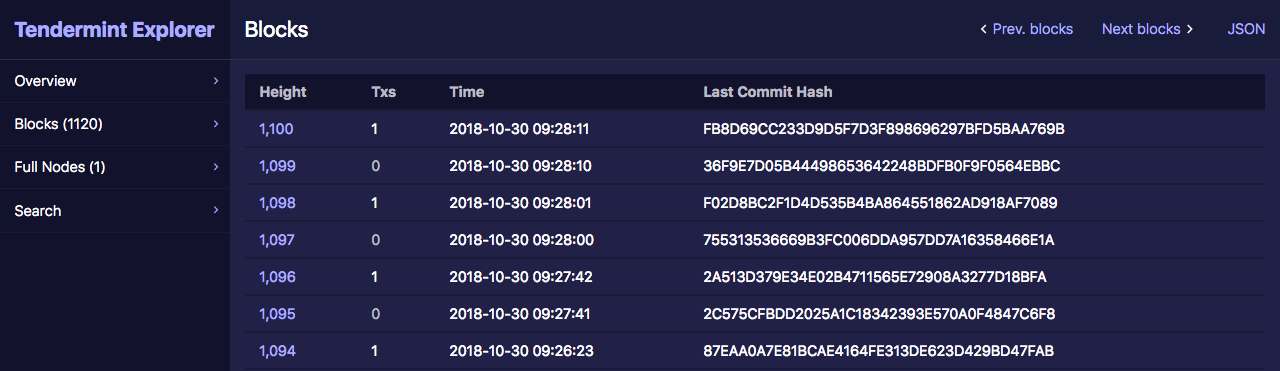 Tendermint Explorer
Blocks
Prev. blocks Next blocks JSON
Overview
Blocks (1120)
Full Nodes (1)
Search
Height Txs Time Last Commit Hash
1,100 1 2018-10-30 09:28:11 FB8D69CC233D9D5F7D3F898696297BFD5BAA769B
1,099 0 2018-10-30 09:28:10 36F9E7D05B44498653642248BDFB0F9F0564EBBC
1,098 1 2018-10-30 09:28:01 F02D8BC2F1D4D535B4BA864551862AD918AF7089
1,097 0 2018-10-30 09:28:00 755313536669B3FC006DDA957DD7A16358466E1A
1,096 1 2018-10-30 09:27:42 2A513D379E34E02B4711565E72908A3277D18BFA
1,095 0 2018-10-30 09:27:41 2C575CFBDD2025A1C18342393E570A0F4847C6F8
1,094 1 2018-10-30 09:26:23 87EAA0A7E81BCAE4164FE313DE623D429BD47FAB